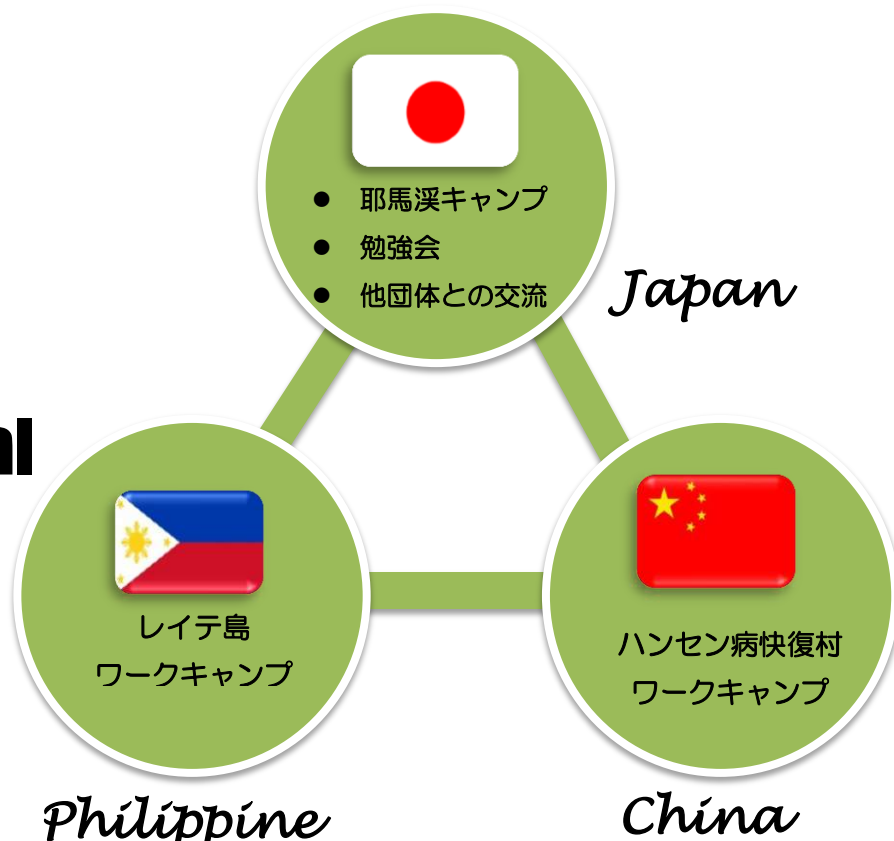 ● 耶馬渓キャンプ
● 勉強会
● 他団体との交流
Japan
レイテ島
ワークキャンプ
ハンセン病快復村
ワークキャンプ
Philippine
China